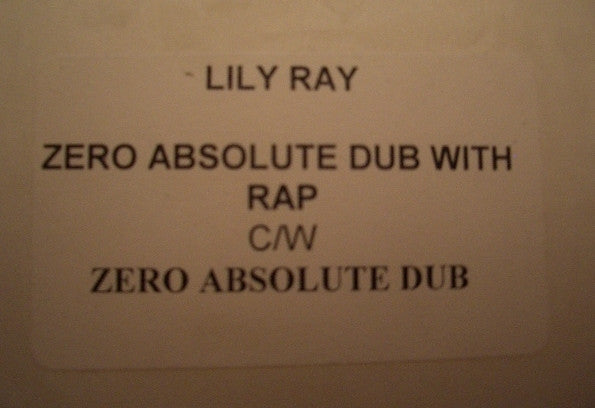 LILY RAY
ZERO ABSOLUTE DUB WITH
RAP
C/W
ZERO ABSOLUTE DUB